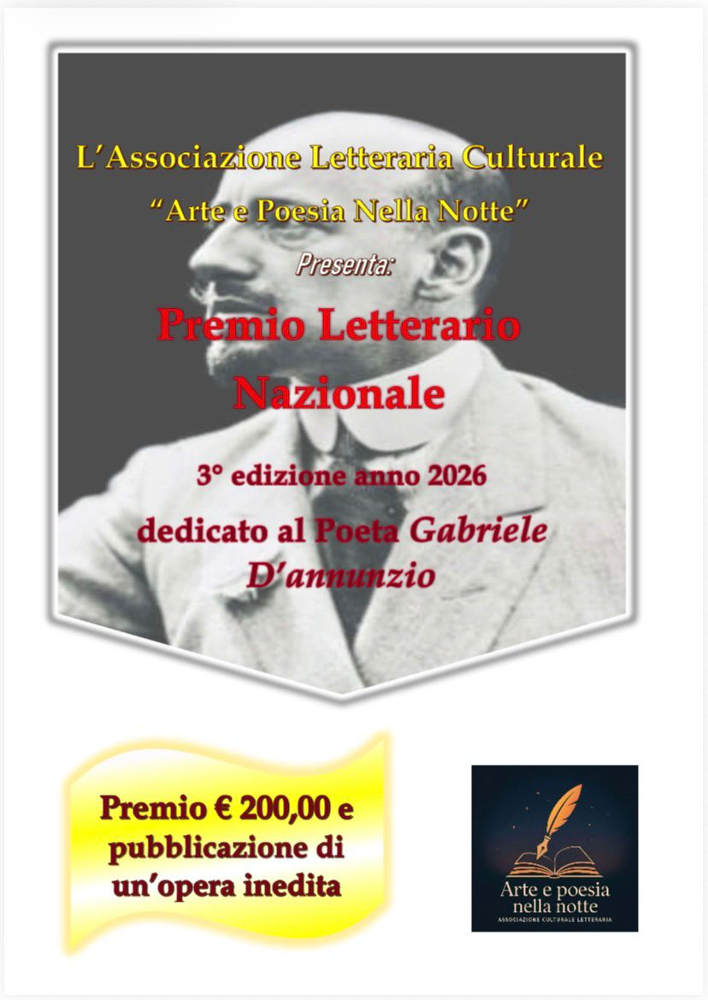 L’Associazione Letteraria Culturale
“Arte e Poesia Nella Notte”
Presenta:
Premio Letterario
Nazionale
3° edizione anno 2026
dedicato al Poeta Gabriele
D’annunzio
Premio € 200,00 e
pubblicazione di
un’opera inedita
Arte e poesia
nella notte
ASSOCIAZIONE CULTURALE LETTERARIA